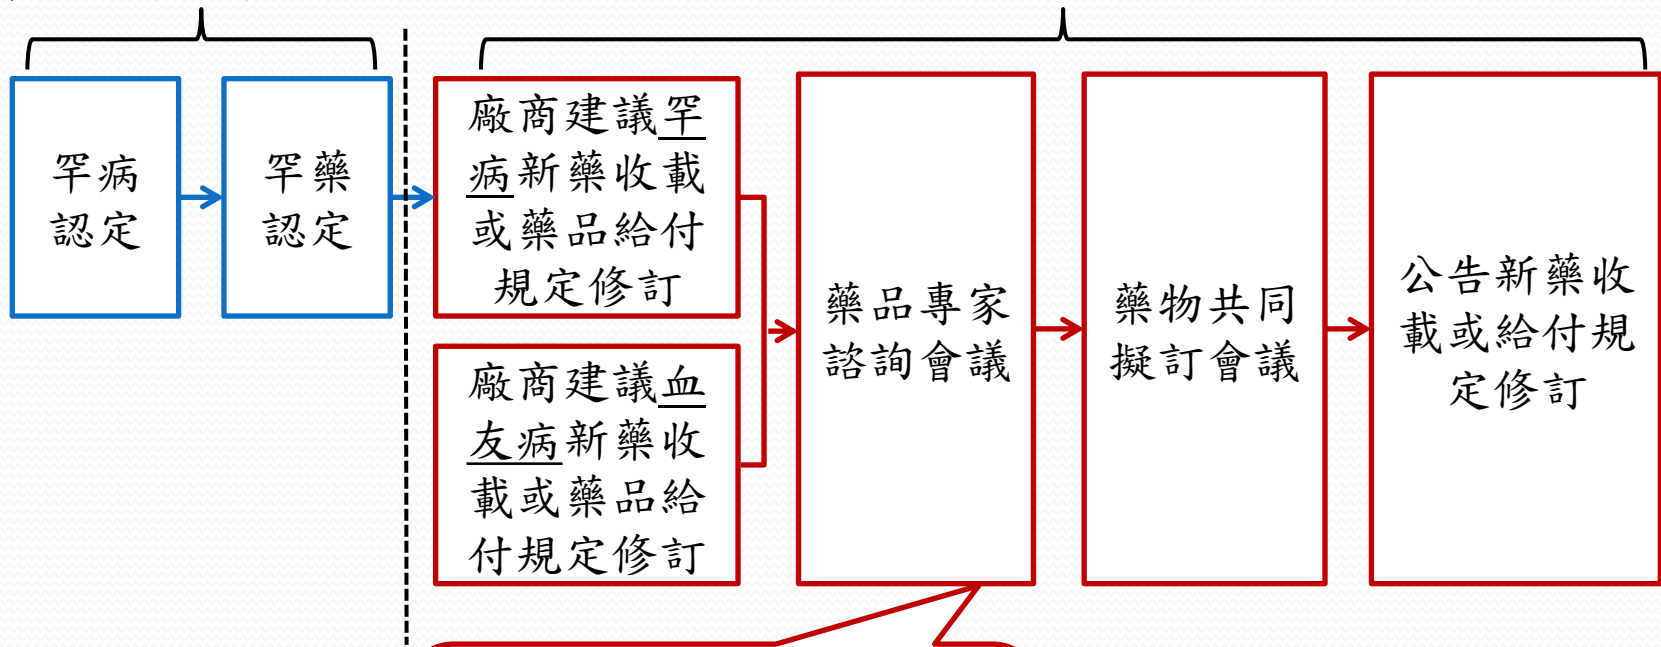 罕病
認定
罕藥
認定
廠商建議罕
病新藥收載
或藥品給付
規定修訂
廠商建議血
友病新藥收
載或藥品給
付規定修訂
藥品專家
諮詢會議
藥物共同
擬訂會議
公告新藥收
載或給付規
定修訂